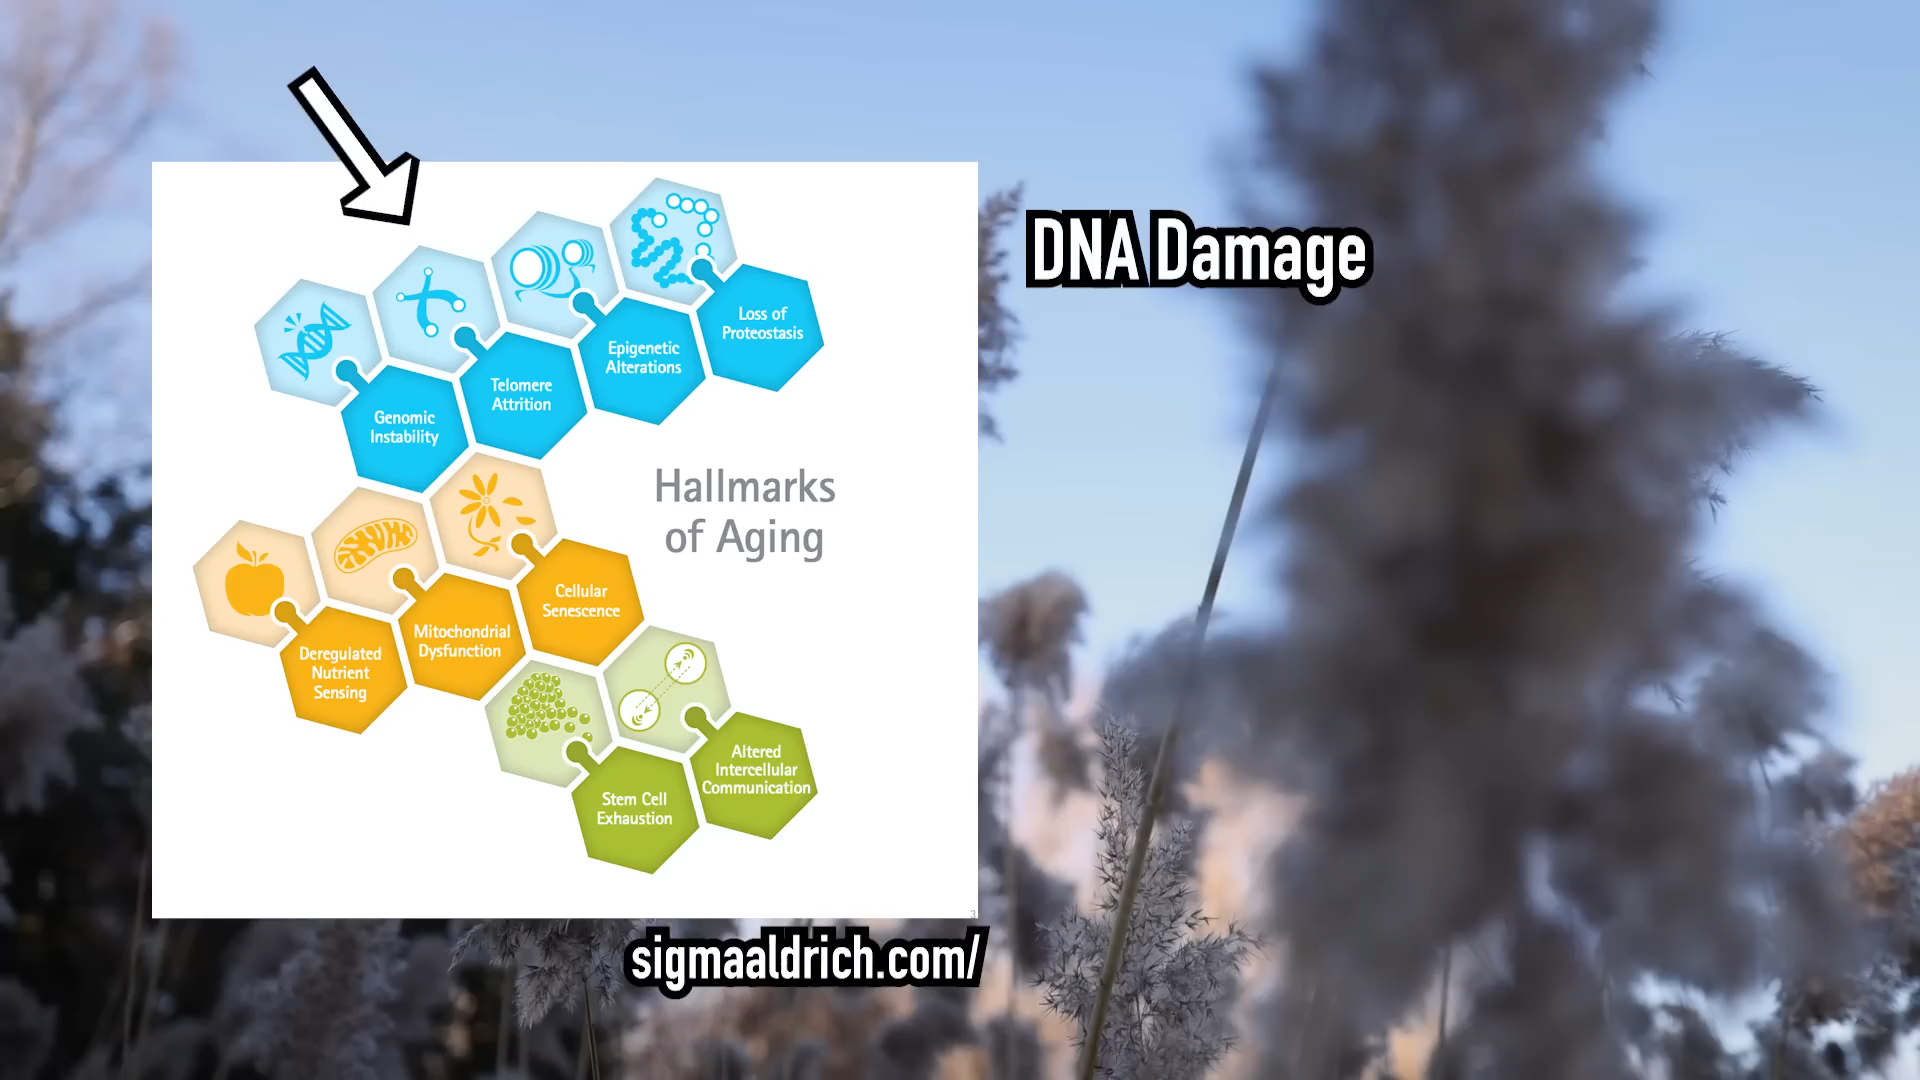 DNA Damage
Loss of
Proteostasis
Epigenetic
Alterations
Telomere
Attrition
Genomic
Instability
Hallmarks
of Aging
Cellular
Senescence
Mitochondrial
Dysfunction
Deregulated
Nutrient
Sensing
Altered
Intercellular
Communication
Stem Cell
Exhaustion
3
sigmaaldrich.com/